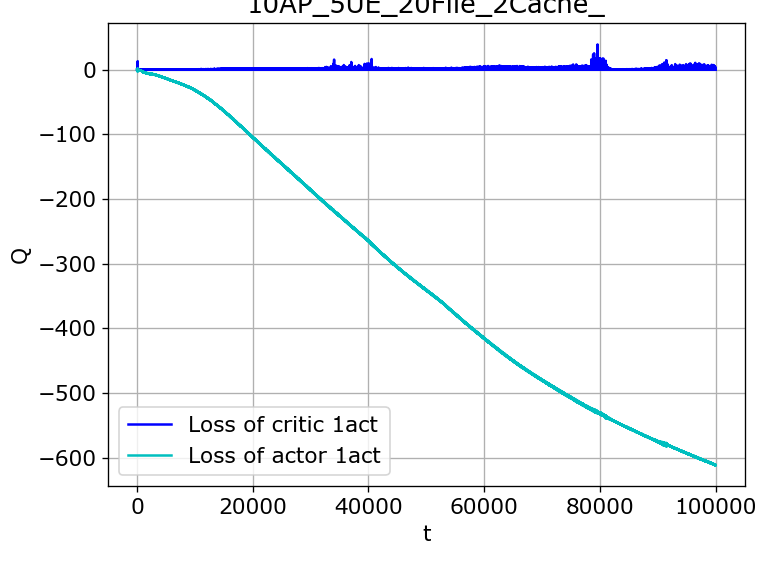 10AP_5UE_20File_2Cache_
0
−100
−200
−300
−400
−500
−600
Q
Loss of critic 1act
Loss of actor 1act
0 20000 40000 60000 80000 100000
t